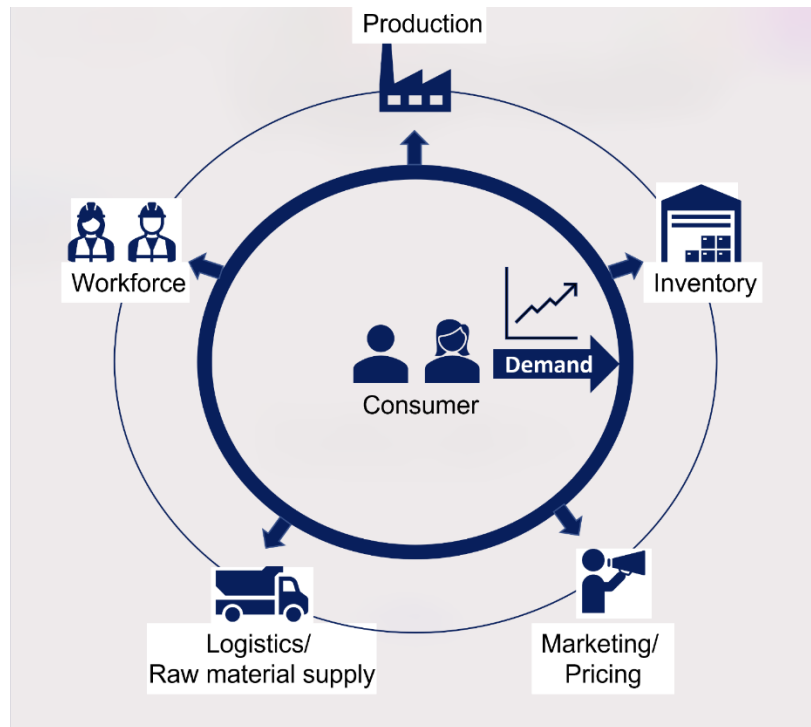 Production
Workforce
Inventory
Demand
Consumer
Logistics/
Raw material supply
Marketing/
Pricing